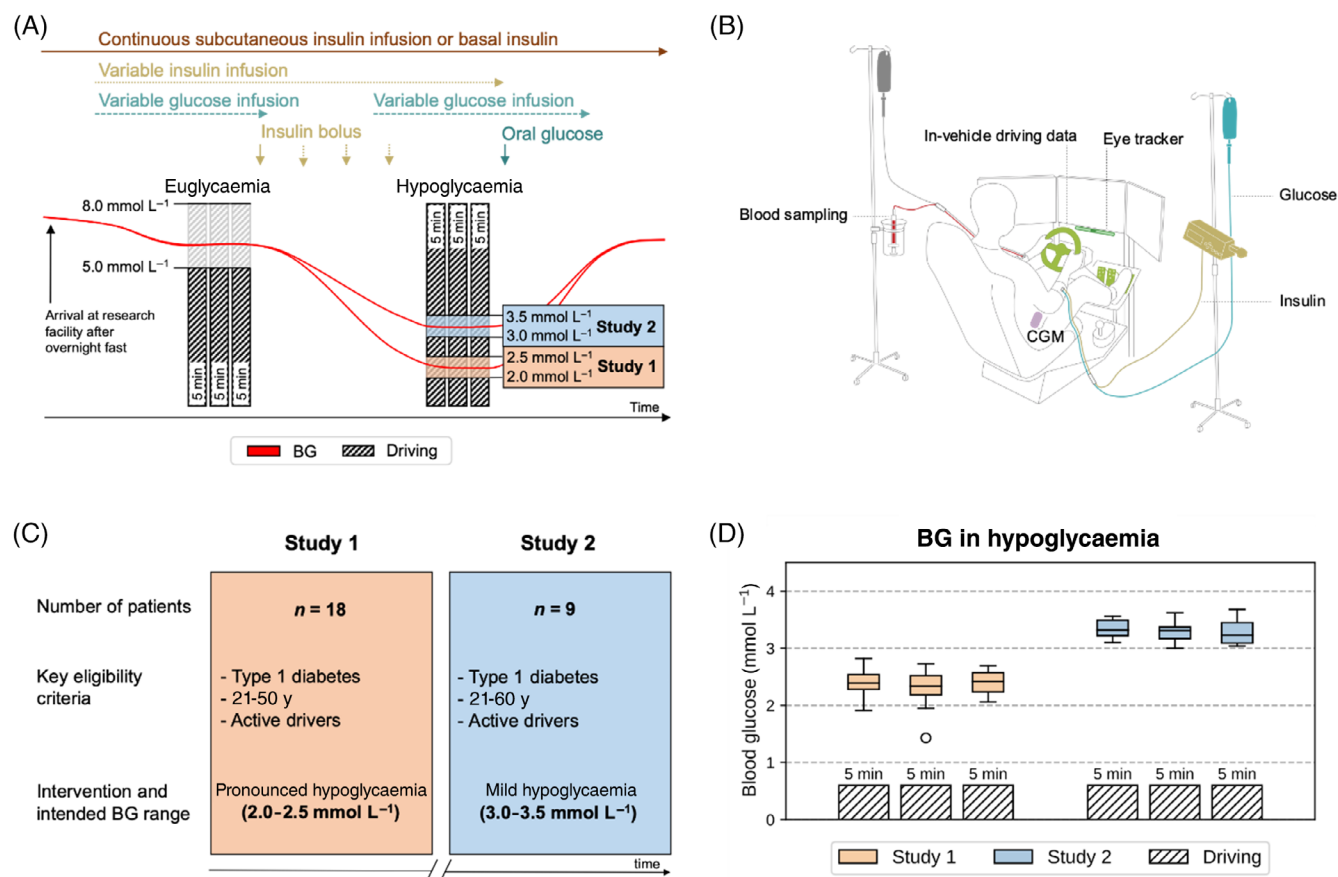 (A)
Continuous subcutaneous insulin infusion or basal insulin
Variable insulin infusion
Variable glucose infusion
Variable glucose infusion
Insulin bolus
Oral glucose
Euglycaemia
Hypoglycaemia
8.0 mmol L⁻¹
5.0 mmol L⁻¹
5 min
5 min
5 min
5 min
5 min
5 min
Arrival at research
facility after
overnight fast
3.5 mmol L⁻¹
3.0 mmol L⁻¹
Study 2
2.5 mmol L⁻¹
2.0 mmol L⁻¹
Study 1
Time
BG
Driving
(B)
In-vehicle driving data
Eye tracker
Blood sampling
Glucose
Insulin
CGM
(C)
Study 1
Study 2
Number of patients
n = 18
n = 9
Key eligibility
criteria
- Type 1 diabetes
- 21-50 y
- Active drivers
- Type 1 diabetes
- 21-60 y
- Active drivers
Intervention and
intended BG range
Pronounced hypoglycaemia
(2.0–2.5 mmol L⁻¹)
Mild hypoglycaemia
(3.0–3.5 mmol L⁻¹)
time
(D)
BG in hypoglycaemia
Blood glucose (mmol L⁻¹)
4
3
2
1
0
5 min
5 min
5 min
5 min
5 min
5 min
Study 1
Study 2
Driving